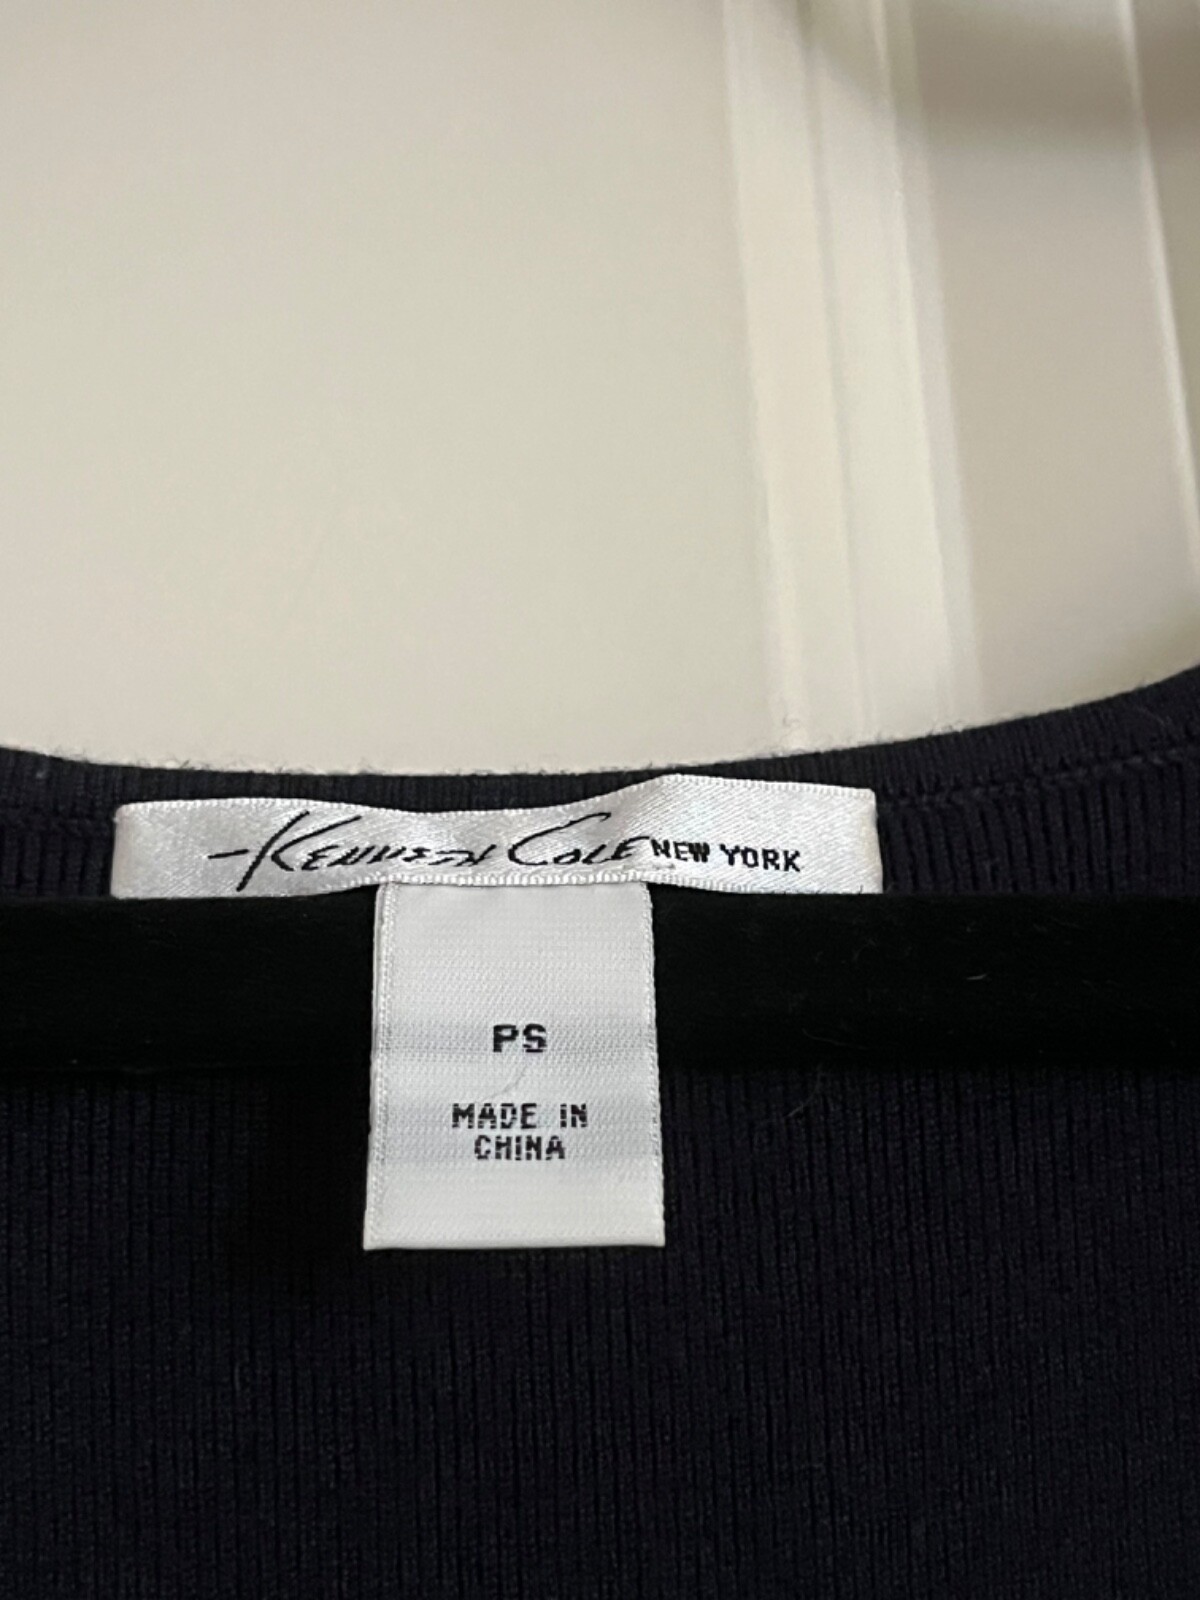 -Kenneth Cole NEW YORK
PS
MADE IN
CHINA